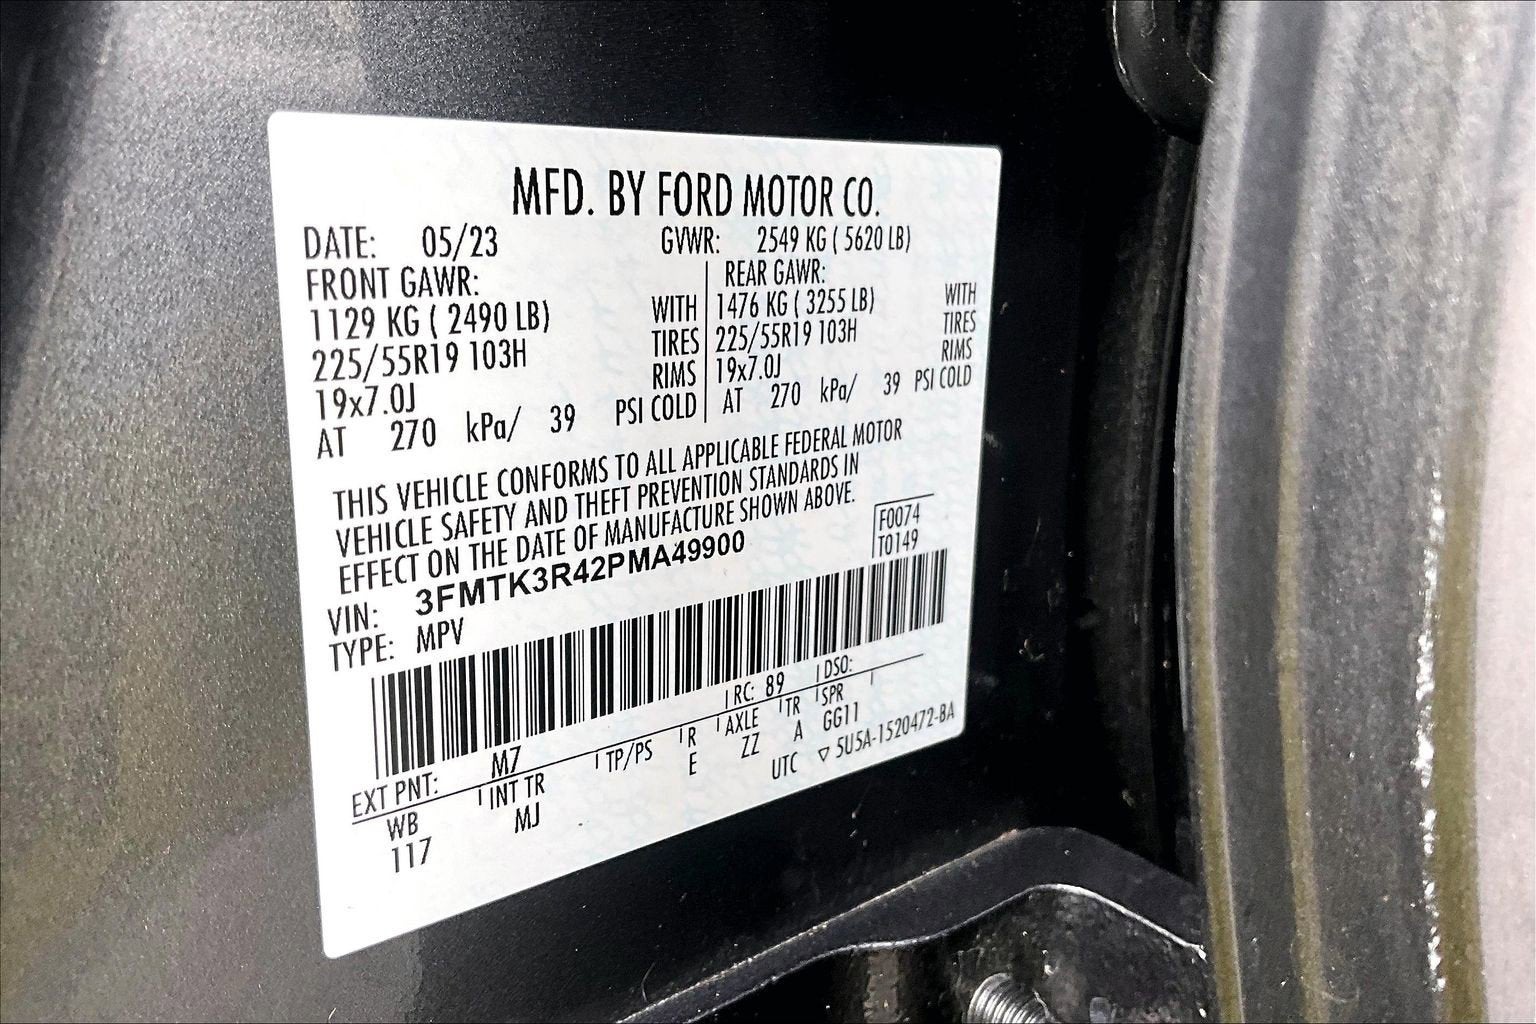 MFD. BY FORD MOTOR CO.
DATE: 05/23 GVWR: 2549 KG ( 5620 LB)
FRONT GAWR: REAR GAWR:
1129 KG ( 2490 LB) WITH 1476 KG ( 3255 LB) WITH
225/55R19 103H TIRES 225/55R19 103H TIRES
19x7.0J RIMS 19x7.0J RIMS
AT 270 kPa/ 39 PSI COLD AT 270 kPa/ 39 PSI COLD
THIS VEHICLE CONFORMS TO ALL APPLICABLE FEDERAL MOTOR
VEHICLE SAFETY AND THEFT PREVENTION STANDARDS IN
EFFECT ON THE DATE OF MANUFACTURE SHOWN ABOVE.
F0074
VIN: 3FMTK3R42PMA49900 T0149
TYPE: MPV
EXT PNT: M7 RC: 89 DSO:
WB INT TR TP/PS R AXLE TR SPR
117 MJ E ZZ A GG11
UTC ▽ 5U5A-1520472-BA